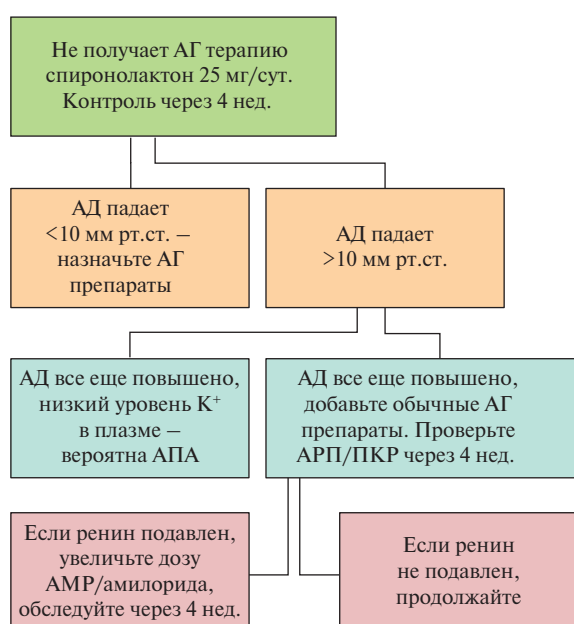 Не получает АГ терапию
спиронолактон 25 мг/сут.
Контроль через 4 нед.
АД падает
<10 мм рт.ст. –
назначьте АГ
препараты
АД падает
>10 мм рт.ст.
АД все еще повышено,
низкий уровень K⁺
в плазме –
вероятна АПА
АД все еще повышено,
добавьте обычные АГ
препараты. Проверьте
АРП/ПКР через 4 нед.
Если ренин подавлен,
увеличьте дозу
АМР/амилорида,
обследуйте через 4 нед.
Если ренин
не подавлен,
продолжайте